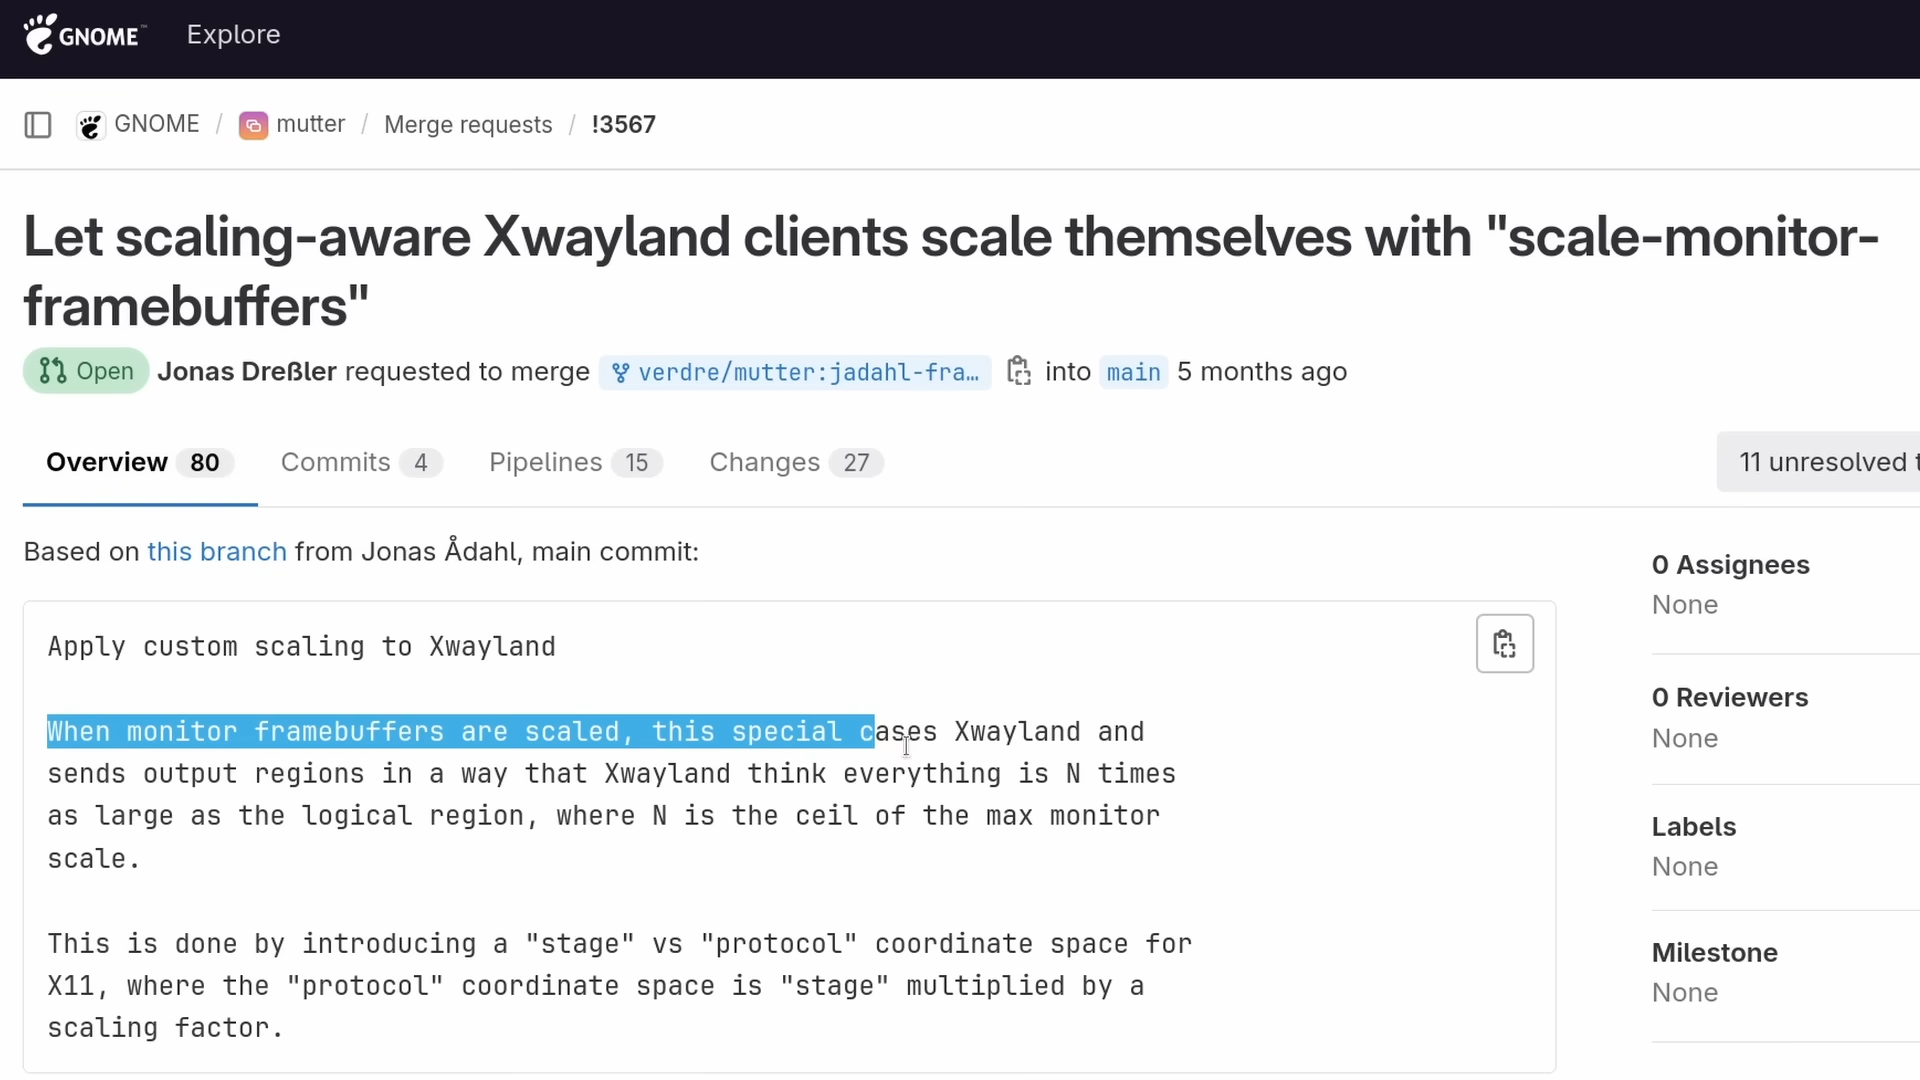 GNOME™ Explore
GNOME / mutter / Merge requests / !3567
Let scaling-aware Xwayland clients scale themselves with "scale-monitor-
framebuffers"
Open Jonas Dreßler requested to merge verdre/mutter:jadahl-fra… into main 5 months ago
Overview 80 Commits 4 Pipelines 15 Changes 27 11 unresolved
Based on this branch from Jonas Ådahl, main commit:
Apply custom scaling to Xwayland
When monitor framebuffers are scaled, this special cases Xwayland and
sends output regions in a way that Xwayland think everything is N times
as large as the logical region, where N is the ceil of the max monitor
scale.
This is done by introducing a "stage" vs "protocol" coordinate space for
X11, where the "protocol" coordinate space is "stage" multiplied by a
scaling factor.
0 Assignees
None
0 Reviewers
None
Labels
None
Milestone
None